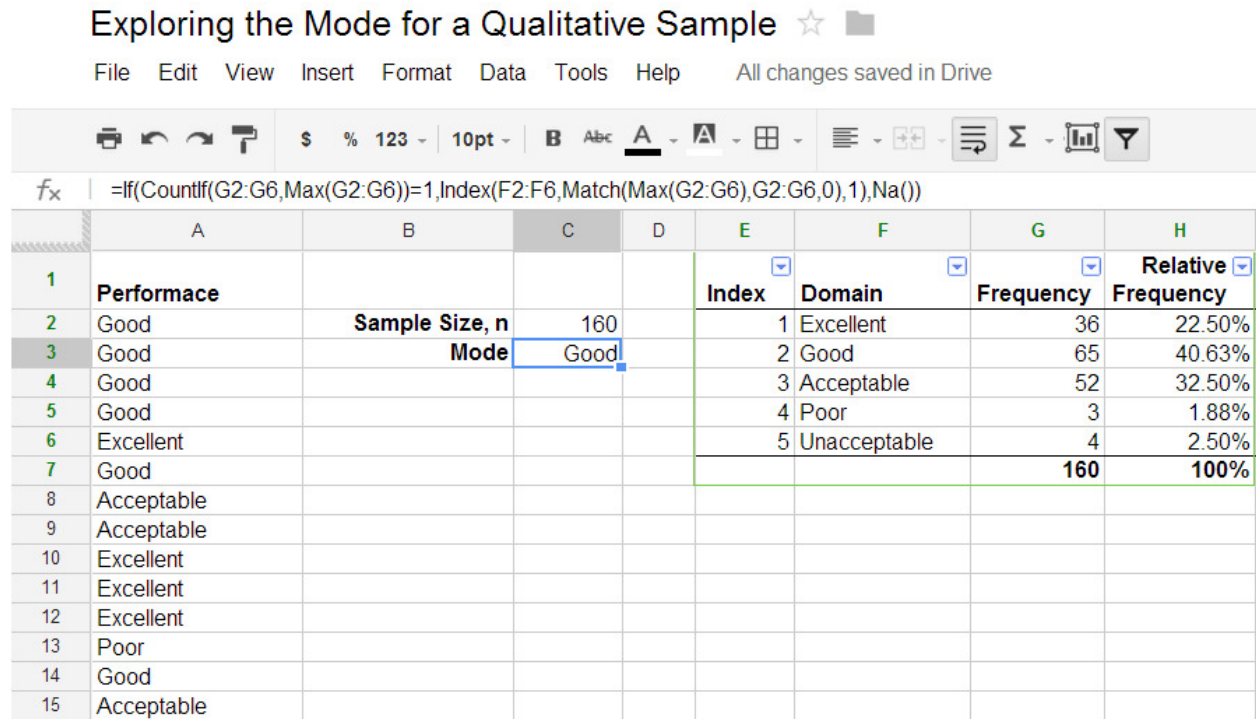 Exploring the Mode for a Qualitative Sample
File Edit View Insert Format Data Tools Help All changes saved in Drive
$ % 123 10pt B Abc A A Σ
fx =If(CountIf(G2:G6,Max(G2:G6))=1,Index(F2:F6,Match(Max(G2:G6),G2:G6,0),1),Na())
A B C D E F G H
Relative
1 Performace Index Domain Frequency Frequency
2 Good Sample Size, n 160 1 Excellent 36 22.50%
3 Good Mode Good 2 Good 65 40.63%
4 Good 3 Acceptable 52 32.50%
5 Good 4 Poor 3 1.88%
6 Excellent 5 Unacceptable 4 2.50%
7 Good 160 100%
8 Acceptable
9 Acceptable
10 Excellent
11 Excellent
12 Excellent
13 Poor
14 Good
15 Acceptable